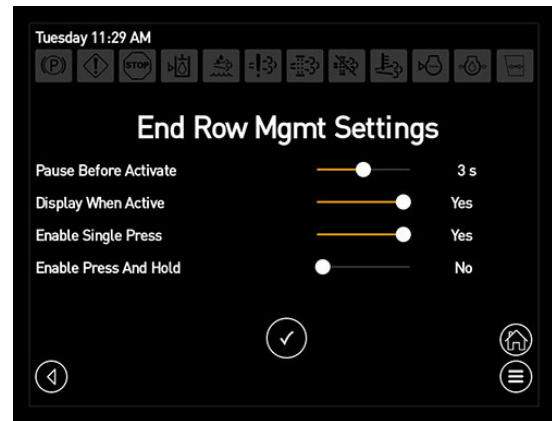 Tuesday 11:29 AM
(P) STOP
End Row Mgmt Settings
Pause Before Activate 3 s
Display When Active Yes
Enable Single Press Yes
Enable Press And Hold No